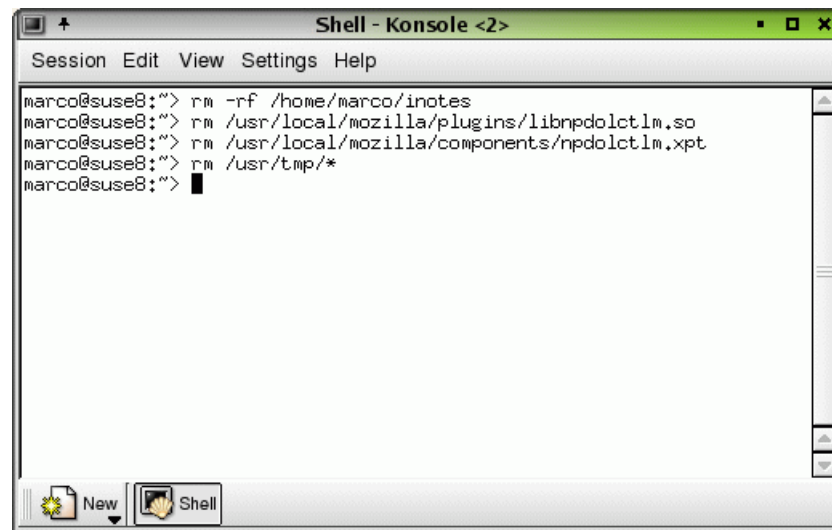 Shell - Konsole <2>
Session Edit View Settings Help
marco@suse8:~> rm -rf /home/marco/inotes
marco@suse8:~> rm /usr/local/mozilla/plugins/libnpdolctlm.so
marco@suse8:~> rm /usr/local/mozilla/components/npdolctlm.xpt
marco@suse8:~> rm /usr/tmp/*
marco@suse8:~>
New Shell